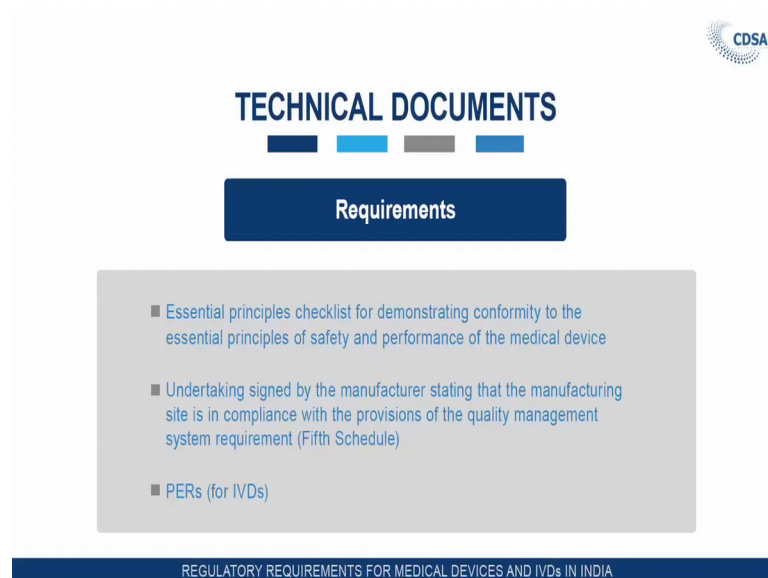 CDSA
TECHNICAL DOCUMENTS
Requirements
Essential principles checklist for demonstrating conformity to the
essential principles of safety and performance of the medical device
Undertaking signed by the manufacturer stating that the manufacturing
site is in compliance with the provisions of the quality management
system requirement (Fifth Schedule)
PERs (for IVDs)
REGULATORY REQUIREMENTS FOR MEDICAL DEVICES AND IVDs IN INDIA